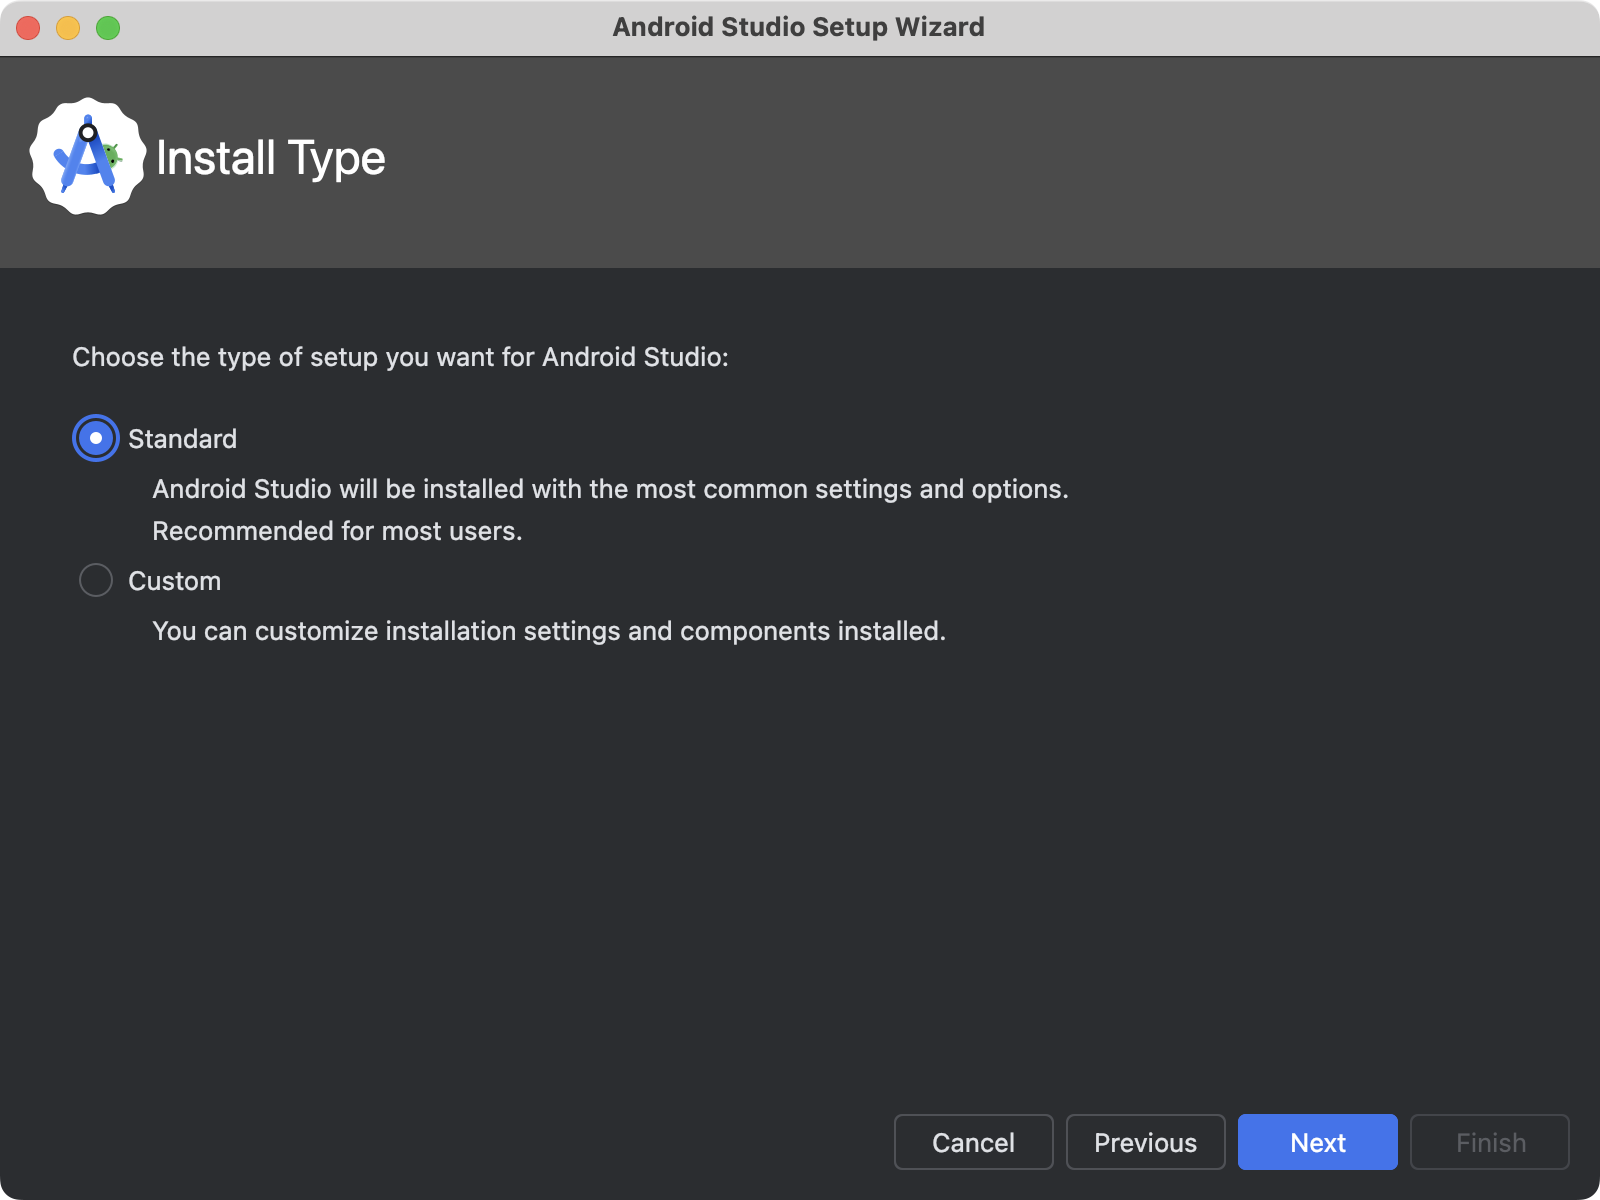 Android Studio Setup Wizard
Install Type
Choose the type of setup you want for Android Studio:
Standard
Android Studio will be installed with the most common settings and options.
Recommended for most users.
Custom
You can customize installation settings and components installed.
Cancel
Previous
Next
Finish